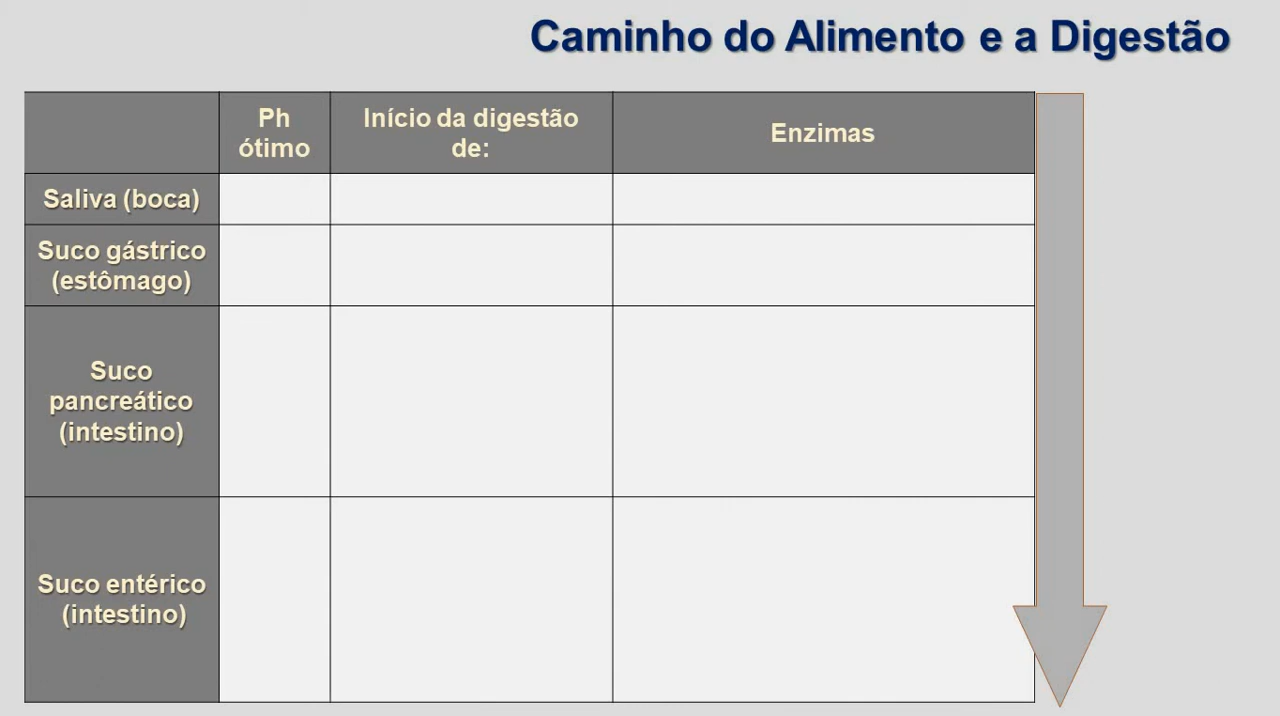 Caminho do Alimento e a Digestão
Ph
ótimo
Início da digestão
de:
Enzimas
Saliva (boca)
Suco gástrico
(estômago)
Suco
pancreático
(intestino)
Suco entérico
(intestino)